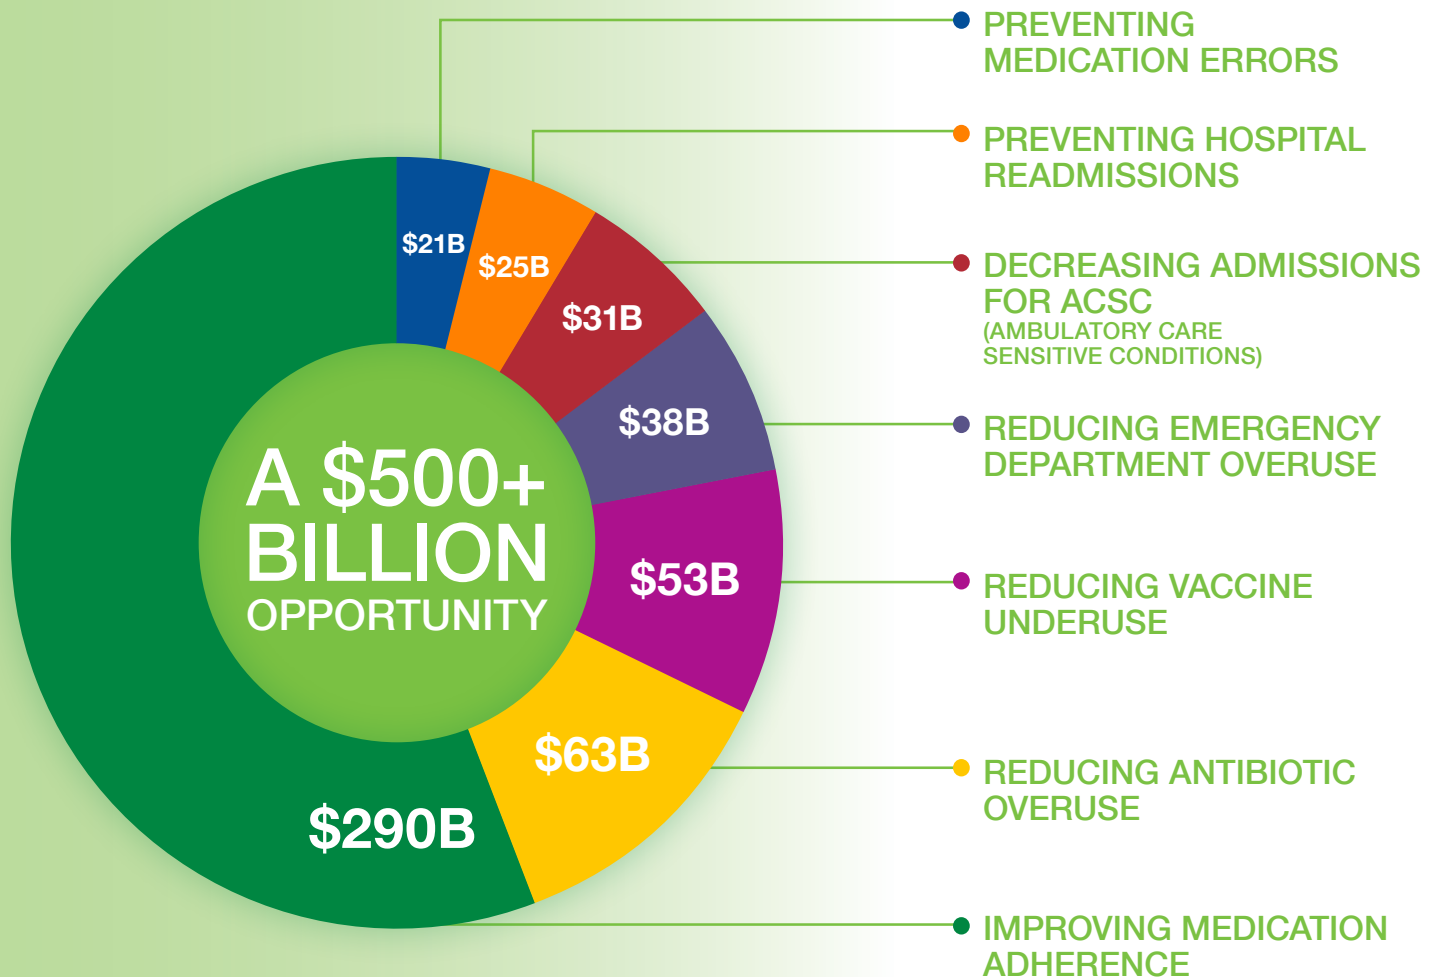 PREVENTING
MEDICATION ERRORS
PREVENTING HOSPITAL
READMISSIONS
DECREASING ADMISSIONS
FOR ACSC
(AMBULATORY CARE
SENSITIVE CONDITIONS)
REDUCING EMERGENCY
DEPARTMENT OVERUSE
REDUCING VACCINE
UNDERUSE
REDUCING ANTIBIOTIC
OVERUSE
IMPROVING MEDICATION
ADHERENCE
$21B
$25B
$31B
$38B
$53B
$63B
$290B
A $500+
BILLION
OPPORTUNITY